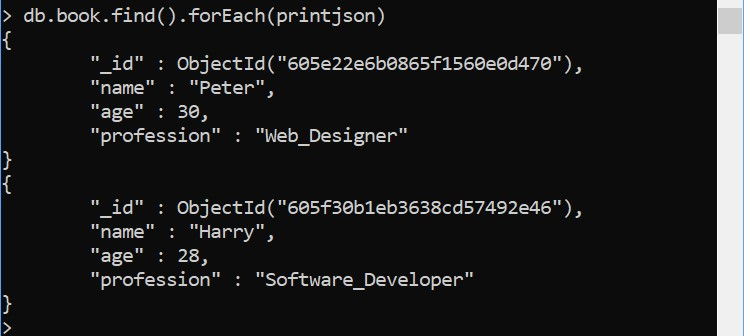 > db.book.find().forEach(printjson)
{
        "_id" : ObjectId("605e22e6b0865f1560e0d470"),
        "name" : "Peter",
        "age" : 30,
        "profession" : "Web_Designer"
}
{
        "_id" : ObjectId("605f30b1eb3638cd57492e46"),
        "name" : "Harry",
        "age" : 28,
        "profession" : "Software_Developer"
}
>